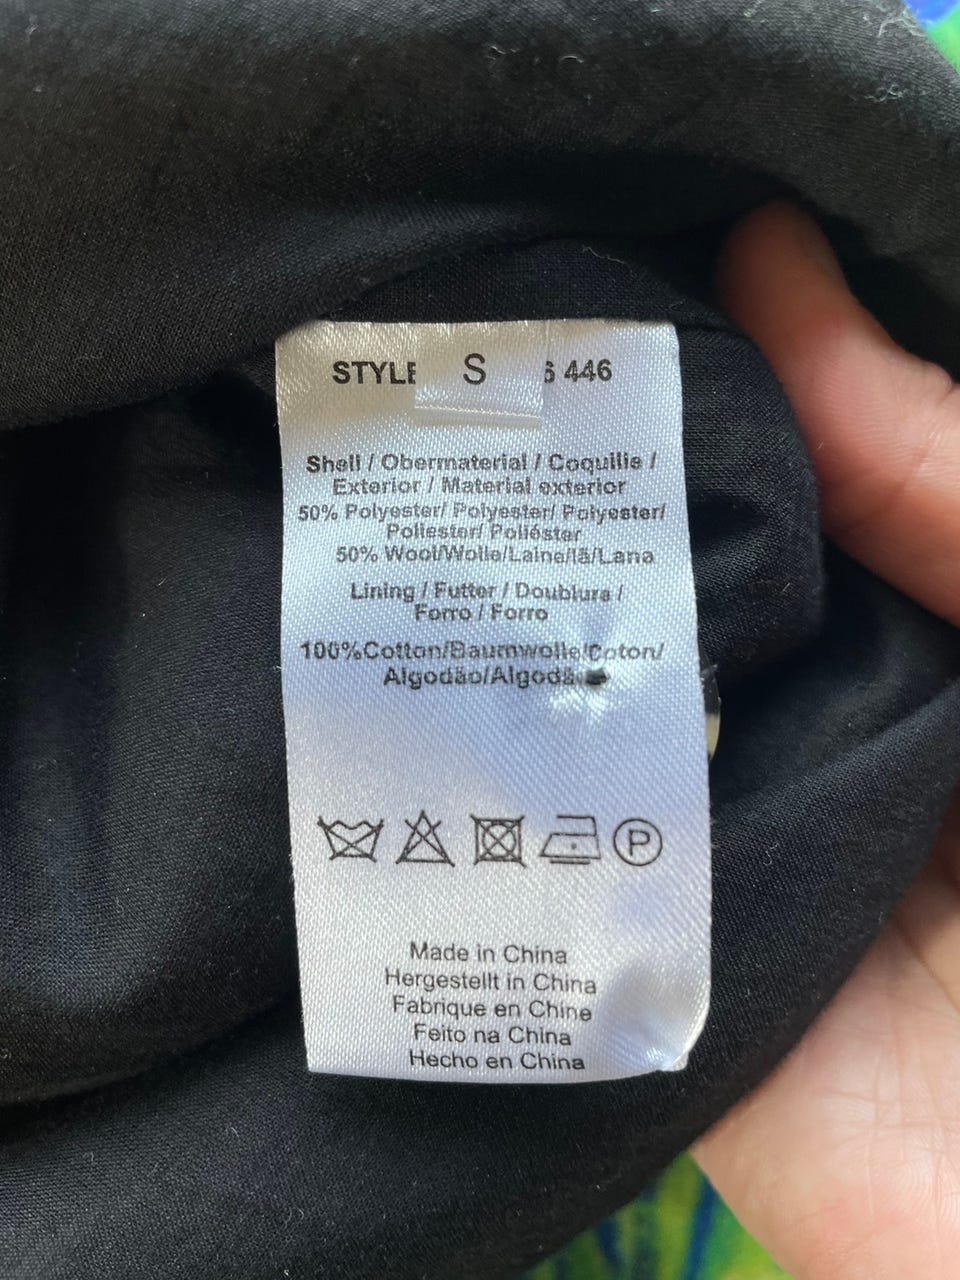 STYLE S 446
Shell / Obermaterial / Coquille /
Exterior / Material exterior
50% Polyester/ Polyester/ Polyester/
Poliester/ Poliéster
50% Wool/Wolle/Laine/lã/Lana
Lining / Futter / Doublura /
Forro / Forro
100%Cotton/Baumwolle/Coton/
Algodão/Algodã
P
Made in China
Hergestellt in China
Fabrique en Chine
Feito na China
Hecho en China